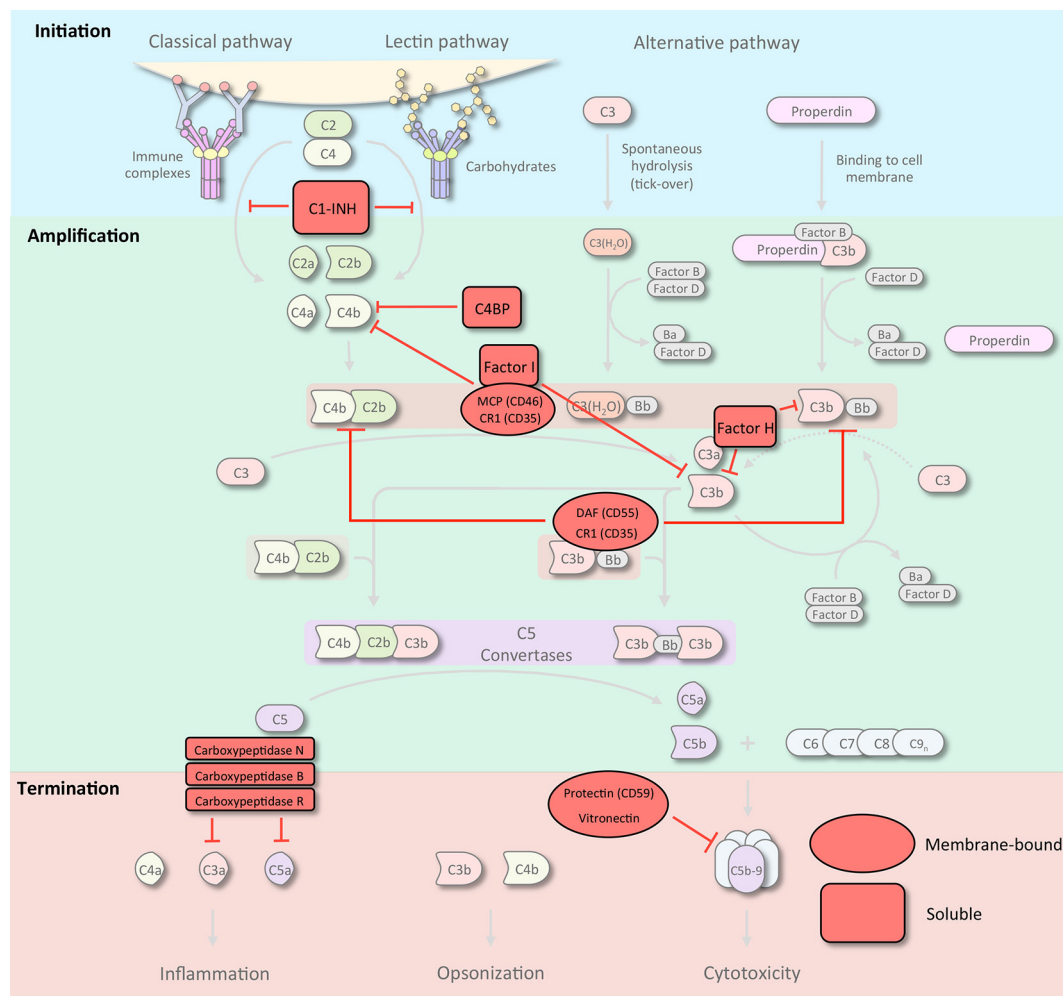 Initiation
Classical pathway
Lectin pathway
Alternative pathway
C2
C4
C3
Properdin
Immune
complexes
Carbohydrates
Spontaneous
hydrolysis
(tick-over)
Binding to cell
membrane
C1-INH
Amplification
C2a
C2b
C3(H₂O)
Factor B
Properdin
C3b
Factor B
Factor D
Factor D
C4a
C4b
C4BP
Ba
Factor D
Ba
Factor D
Properdin
Factor I
MCP (CD46)
CR1 (CD35)
C4b
C2b
C3(H₂O)
Bb
C3b
Bb
Factor H
C3a
C3
C3b
C3
DAF (CD55)
CR1 (CD35)
C4b
C2b
C3b
Bb
Ba
Factor D
Factor B
Factor D
C4b
C2b
C3b
C5
Convertases
C3b
Bb
C3b
C5
C5a
C5b
+
C6
C7
C8
C9ₙ
Carboxypeptidase N
Carboxypeptidase B
Carboxypeptidase R
Termination
Protectin (CD59)
Vitronectin
Membrane-bound
C4a
C3a
C5a
C3b
C4b
C5b-9
Soluble
Inflammation
Opsonization
Cytotoxicity